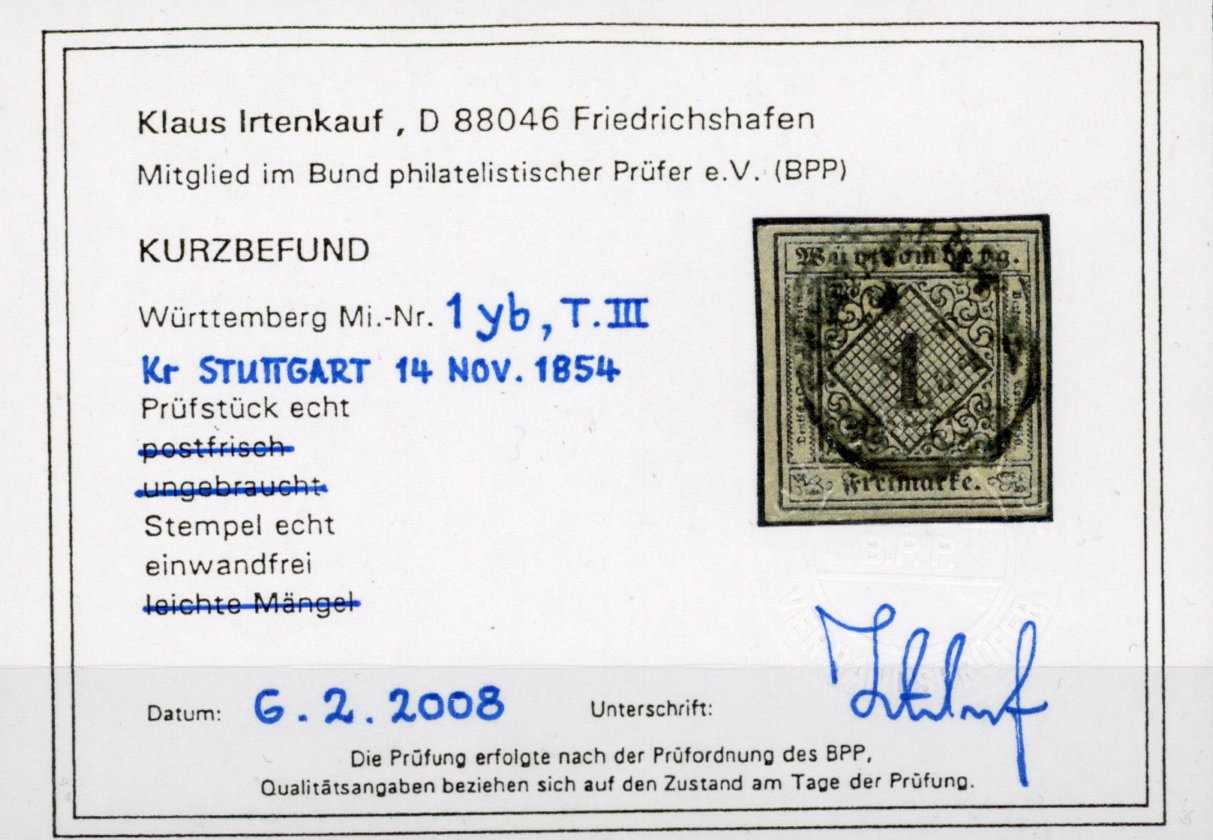 Klaus Irtenkauf , D 88046 Friedrichshafen
Mitglied im Bund philatelistischer Prüfer e.V. (BPP)
KURZBEFUND
Württemberg Mi.-Nr. 1 yb, T. III
Kr STUTTGART 14 NOV. 1854
Prüfstück echt
postfrisch
ungebraucht
Stempel echt
einwandfrei
leichte Mängel
Württemberg.
1
Freimarke.
B.P.P.
Datum: 6. 2. 2008
Unterschrift:
Die Prüfung erfolgte nach der Prüfordnung des BPP,
Qualitätsangaben beziehen sich auf den Zustand am Tage der Prüfung.